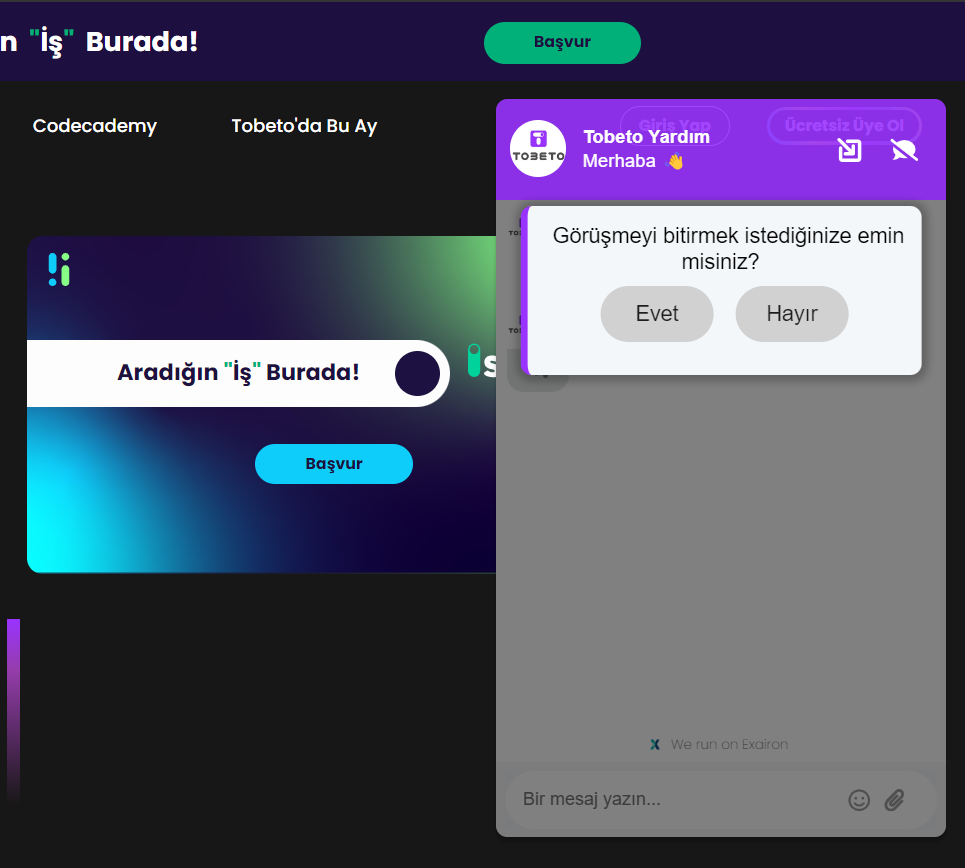 n "İş" Burada!
Başvur
Codecademy
Tobeto'da Bu Ay
Giriş Yap
Ücretsiz Üye Ol
TOBETO
Tobeto Yardım
Merhaba 👋
Görüşmeyi bitirmek istediğinize emin
misiniz?
Evet
Hayır
Aradığın "İş" Burada!
Başvur
We run on Exairon
Bir mesaj yazın...